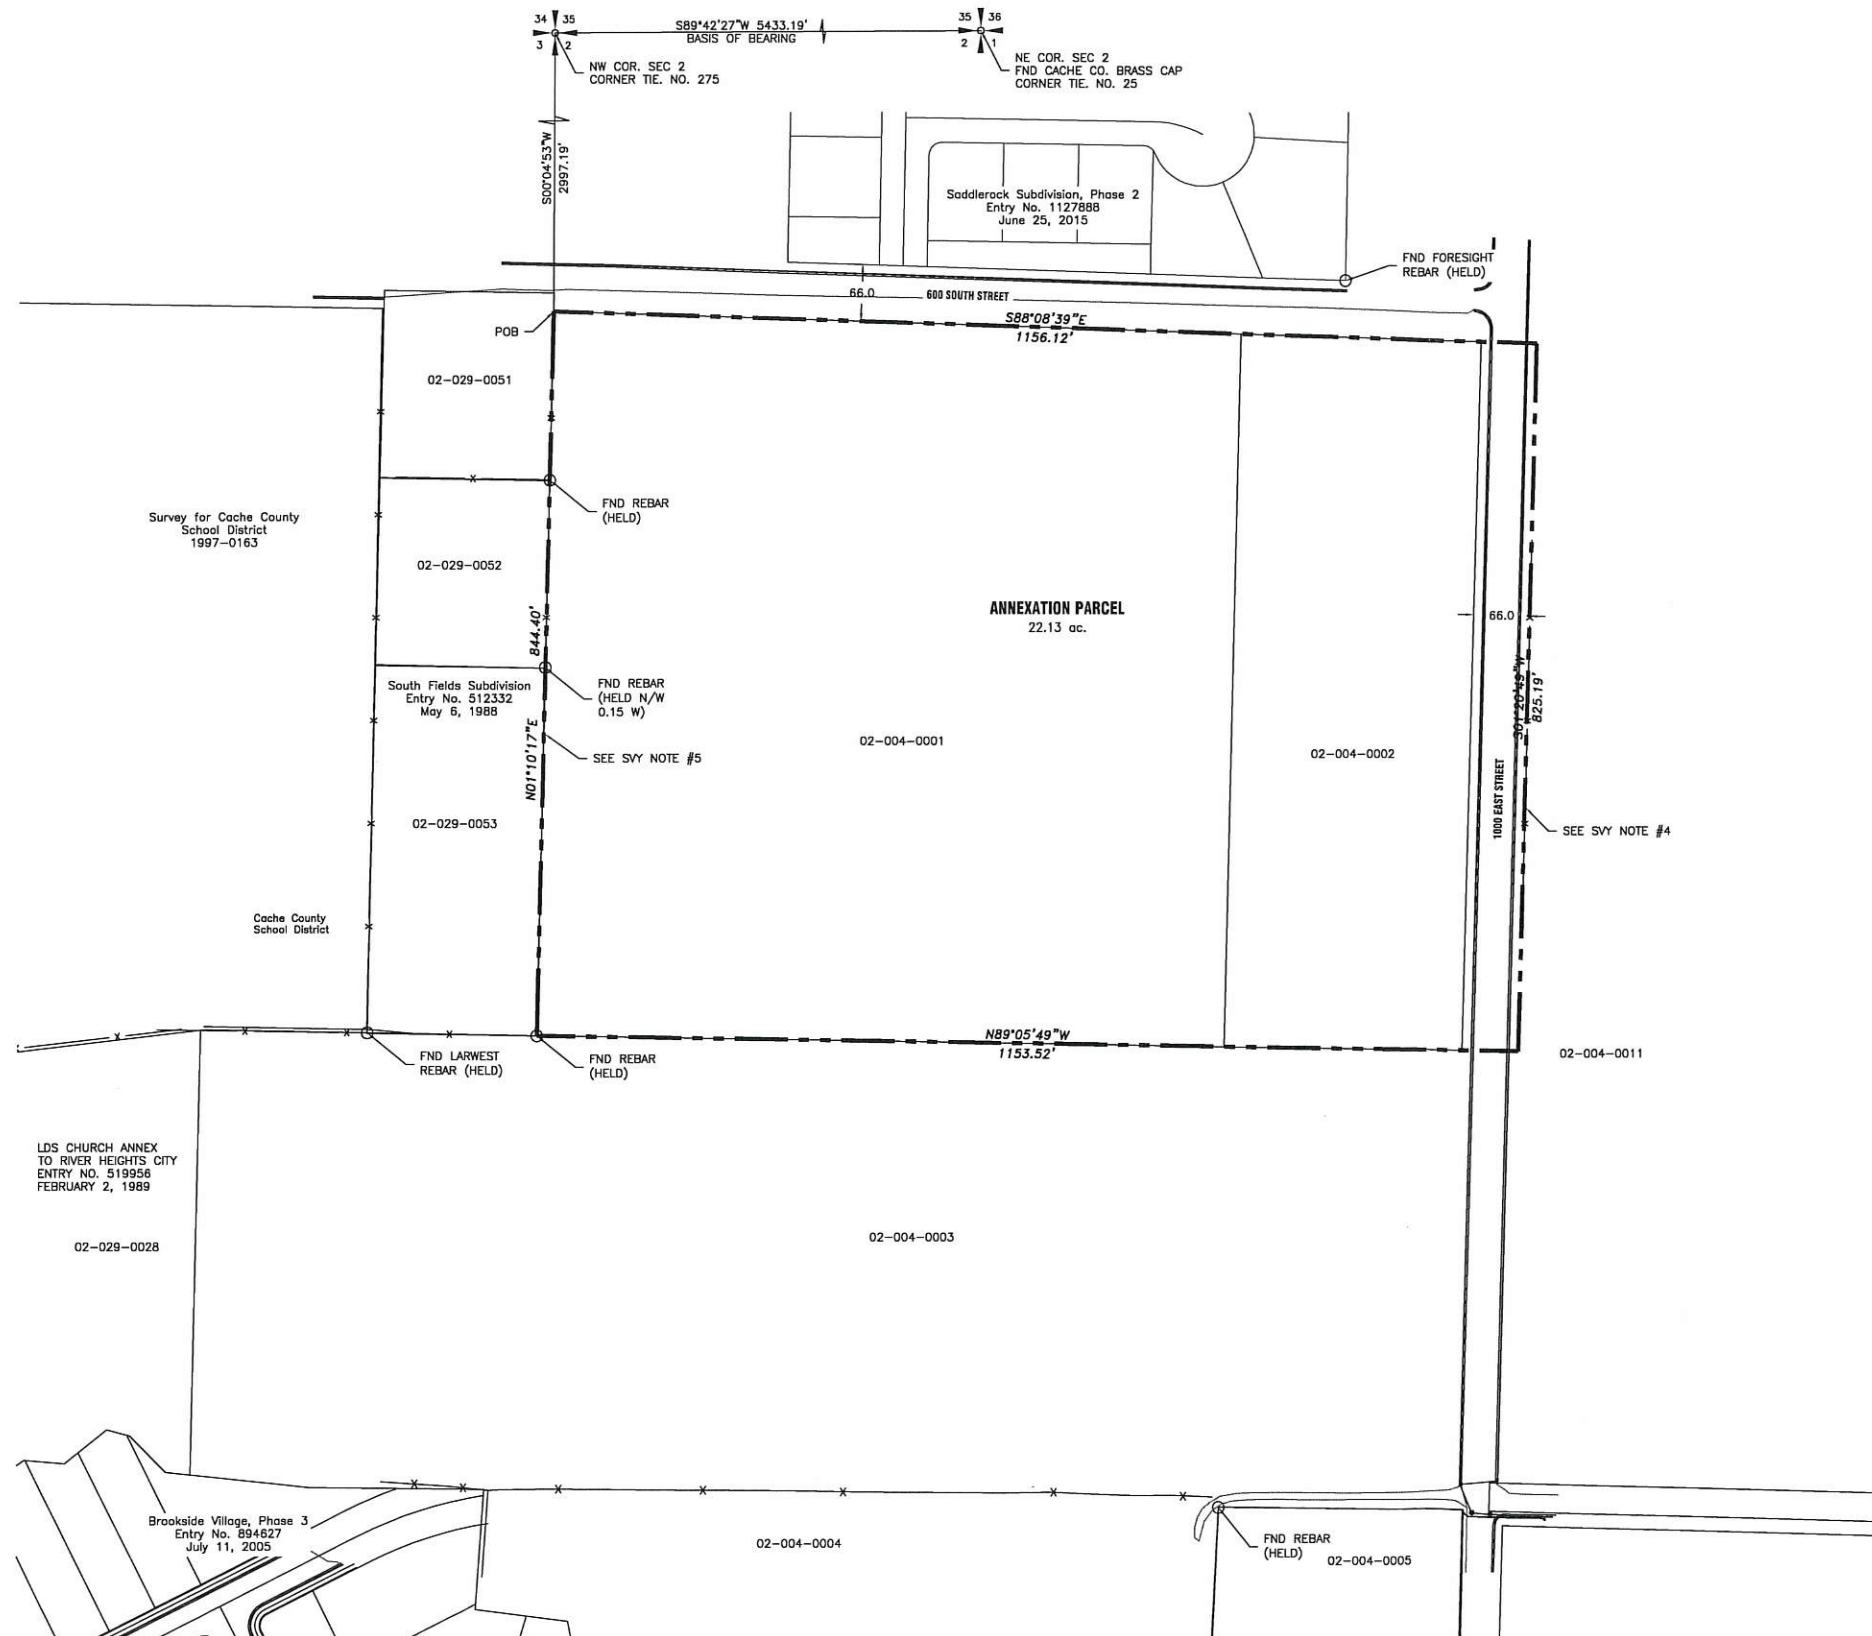 34 35
3 2
S89°42'27"W 5433.19'
BASIS OF BEARING
35 36
2 1
NW COR. SEC 2
CORNER TIE. NO. 275
NE COR. SEC 2
FND CACHE CO. BRASS CAP
CORNER TIE. NO. 25
S00°04'53"W
2997.19'
Saddlerock Subdivision, Phase 2
Entry No. 1127888
June 25, 2015
FND FORESIGHT
REBAR (HELD)
66.0
600 SOUTH STREET
POB
S88°08'39"E
1156.12'
02-029-0051
FND REBAR
(HELD)
Survey for Cache County
School District
1997-0163
02-029-0052
844.40'
ANNEXATION PARCEL
22.13 ac.
66.0
South Fields Subdivision
Entry No. 512332
May 6, 1988
FND REBAR
(HELD N/W
0.15 W)
S01°20'49"W
825.19'
N01°10'17"E
SEE SVY NOTE #5
02-004-0001
02-004-0002
1000 EAST STREET
02-029-0053
SEE SVY NOTE #4
Cache County
School District
N89°05'49"W
1153.52'
FND LARWEST
REBAR (HELD)
FND REBAR
(HELD)
02-004-0011
LDS CHURCH ANNEX
TO RIVER HEIGHTS CITY
ENTRY NO. 519956
FEBRUARY 2, 1989
02-029-0028
02-004-0003
Brookside Village, Phase 3
Entry No. 894627
July 11, 2005
02-004-0004
FND REBAR
(HELD)
02-004-0005